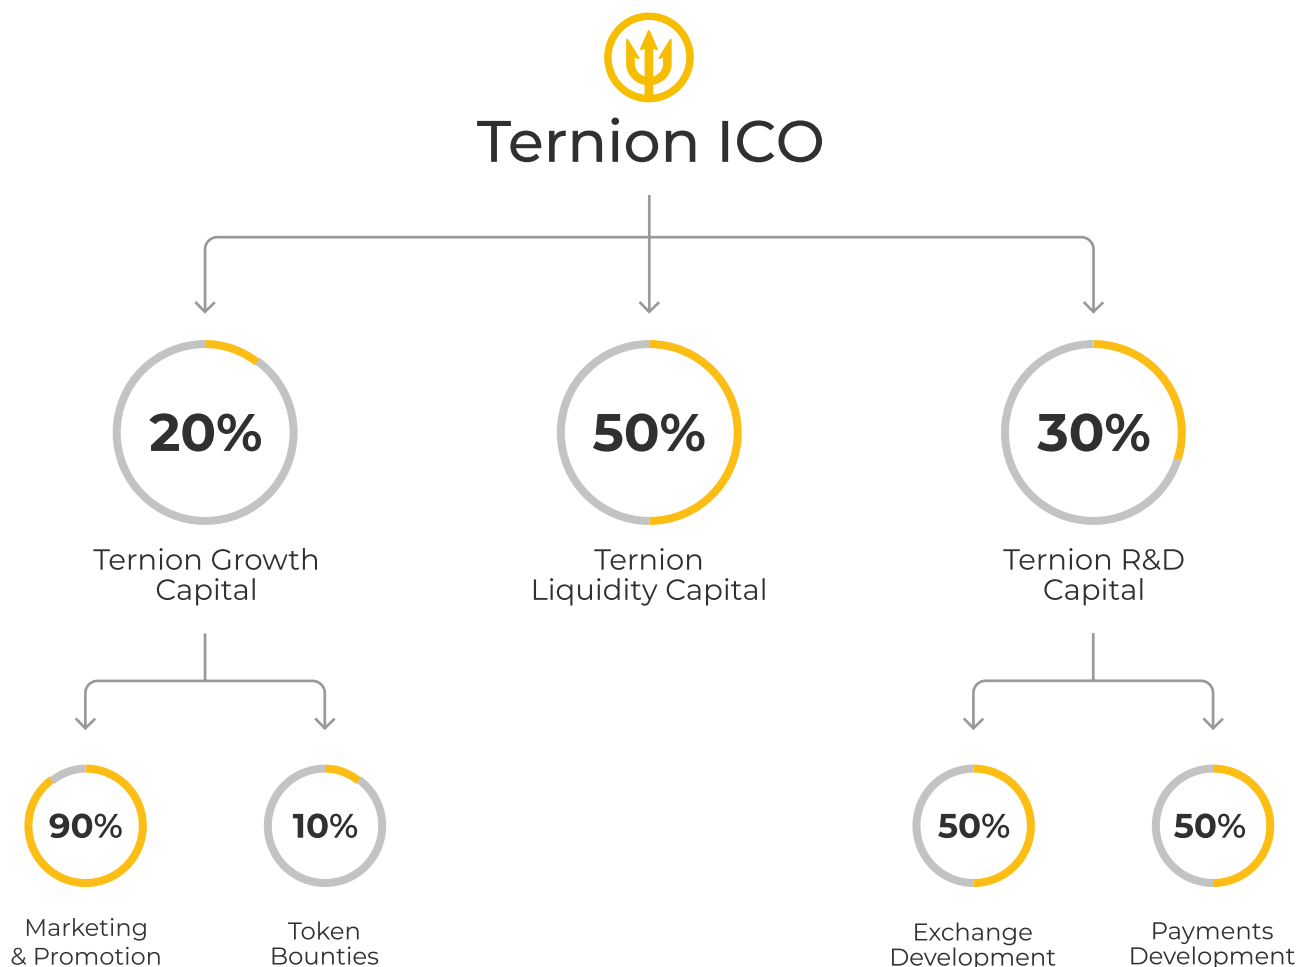 Ternion ICO
20%
50%
30%
Ternion Growth
Capital
Ternion
Liquidity Capital
Ternion R&D
Capital
90%
10%
50%
50%
Marketing
& Promotion
Token
Bounties
Exchange
Development
Payments
Development